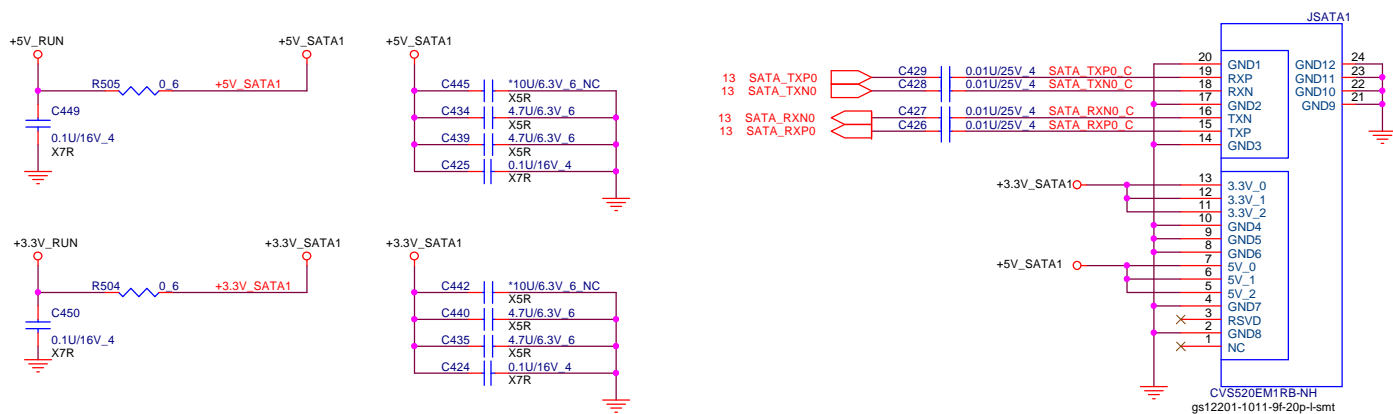 +5V_RUN
+5V_SATA1
R505
0_6
+5V_SATA1
C449
0.1U/16V_4
X7R
+5V_SATA1
C445
*10U/6.3V_6_NC
X5R
C434
4.7U/6.3V_6
X5R
C439
4.7U/6.3V_6
X5R
C425
0.1U/16V_4
X7R
+3.3V_RUN
+3.3V_SATA1
R504
0_6
+3.3V_SATA1
C450
0.1U/16V_4
X7R
+3.3V_SATA1
C442
*10U/6.3V_6_NC
X5R
C440
4.7U/6.3V_6
X5R
C435
4.7U/6.3V_6
X5R
C424
0.1U/16V_4
X7R
JSATA1
13 SATA_TXP0
C429
0.01U/25V_4
SATA_TXP0_C
13 SATA_TXN0
C428
0.01U/25V_4
SATA_TXN0_C
13 SATA_RXN0
C427
0.01U/25V_4
SATA_RXN0_C
13 SATA_RXP0
C426
0.01U/25V_4
SATA_RXP0_C
+3.3V_SATA1
+5V_SATA1
20 GND1
19 RXP
18 RXN
17 GND2
16 TXN
15 TXP
14 GND3
13 3.3V_0
12 3.3V_1
11 3.3V_2
10 GND4
9 GND5
8 GND6
7 5V_0
6 5V_1
5 5V_2
4 GND7
3 RSVD
2 GND8
1 NC
GND12 24
GND11 23
GND10 22
GND9 21
CVS520EM1RB-NH
gs12201-1011-9f-20p-l-smt